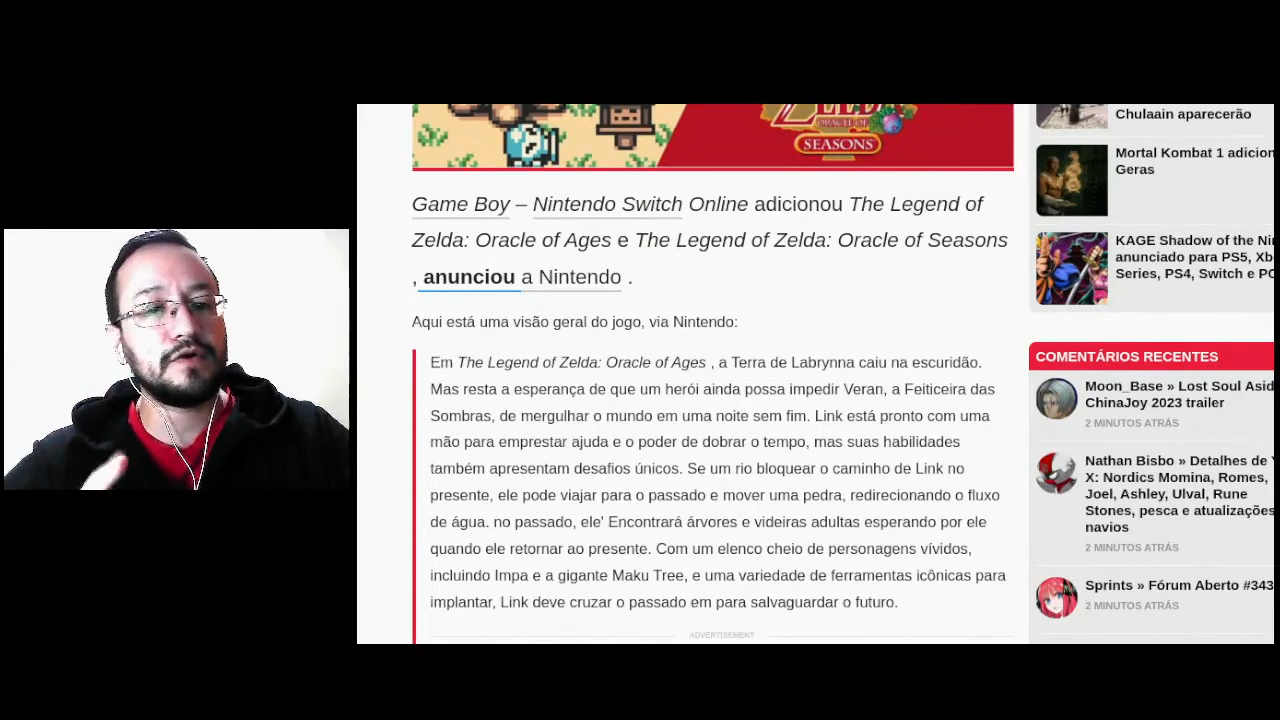 ZELDA
ORACLE OF
SEASONS
Game Boy – Nintendo Switch Online adicionou The Legend of
Zelda: Oracle of Ages e The Legend of Zelda: Oracle of Seasons
, anunciou a Nintendo .
Aqui está uma visão geral do jogo, via Nintendo:
Em The Legend of Zelda: Oracle of Ages , a Terra de Labrynna caiu na escuridão.
Mas resta a esperança de que um herói ainda possa impedir Veran, a Feiticeira das
Sombras, de mergulhar o mundo em uma noite sem fim. Link está pronto com uma
mão para emprestar ajuda e o poder de dobrar o tempo, mas suas habilidades
também apresentam desafios únicos. Se um rio bloquear o caminho de Link no
presente, ele pode viajar para o passado e mover uma pedra, redirecionando o fluxo
de água. no passado, ele' Encontrará árvores e videiras adultas esperando por ele
quando ele retornar ao presente. Com um elenco cheio de personagens vívidos,
incluindo Impa e a gigante Maku Tree, e uma variedade de ferramentas icônicas para
implantar, Link deve cruzar o passado em para salvaguardar o futuro.
ADVERTISEMENT
Chulaain aparecerão
Mortal Kombat 1 adicion
Geras
KAGE Shadow of the Nin
anunciado para PS5, Xb
Series, PS4, Switch e PC
COMENTÁRIOS RECENTES
Moon_Base » Lost Soul Asid
ChinaJoy 2023 trailer
2 MINUTOS ATRÁS
Nathan Bisbo » Detalhes de Y
X: Nordics Momina, Romes,
Joel, Ashley, Ulval, Rune
Stones, pesca e atualizações
navios
2 MINUTOS ATRÁS
Sprints » Fórum Aberto #343
2 MINUTOS ATRÁS